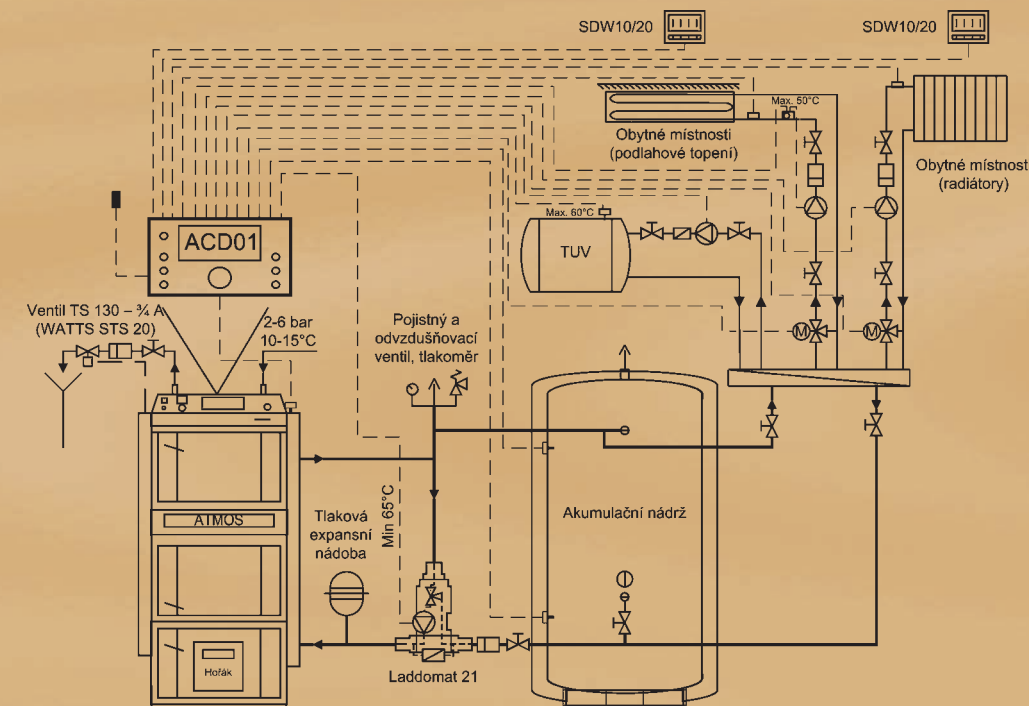 SDW10/20
SDW10/20
Max. 50°C
Obytné místnosti
(podlahové topení)
Obytné místnosti
(radiátory)
Max. 60°C
TUV
ACD01
Ventil TS 130 – ¾ A
(WATTS STS 20)
2-6 bar
10-15°C
Pojistný a
odvzdušňovací
ventil, tlakoměr
M
M
ATMOS
Tlaková
expansní
nádoba
Min 65°C
Akumulační nádrž
Hořák
Laddomat 21